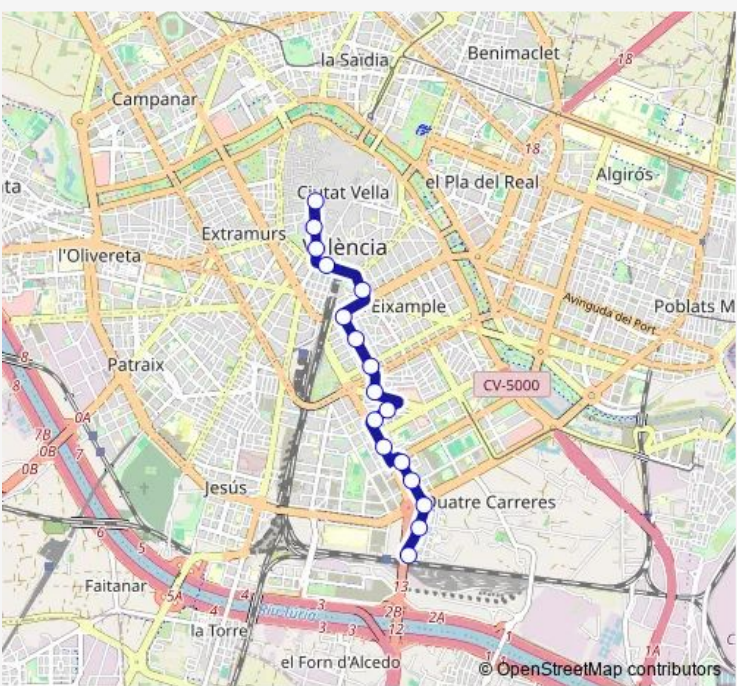 la Saïdia
Benimaclet
18
Campanar
18
Ciutat Vella
el Pla del Real
Algirós
Extramurs
València
l'Olivereta
Eixample
Avinguda del Port
Poblats M
8
Patraix
8
CV-5000
0A
7B
0B
7
0B
Jesús
Quatre Carreres
6
5
Faitanar
5A
4
4
13
3
2B
2A
la Torre
3
3
12
1
1
1A
el Forn d'Alcedo
© OpenStreetMap contributors